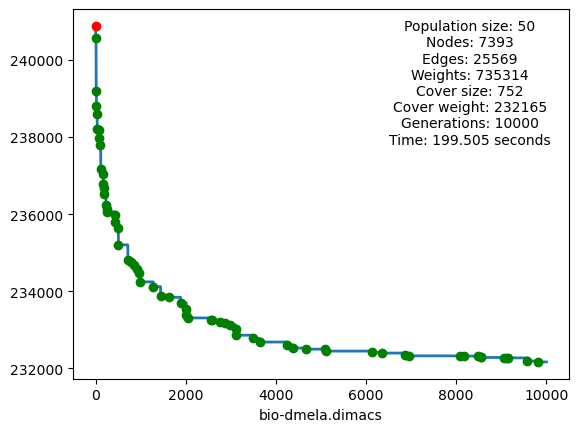 Population size: 50
Nodes: 7393
Edges: 25569
Weights: 735314
Cover size: 752
Cover weight: 232165
Generations: 10000
Time: 199.505 seconds
240000
238000
236000
234000
232000
0 2000 4000 6000 8000 10000
bio-dmela.dimacs